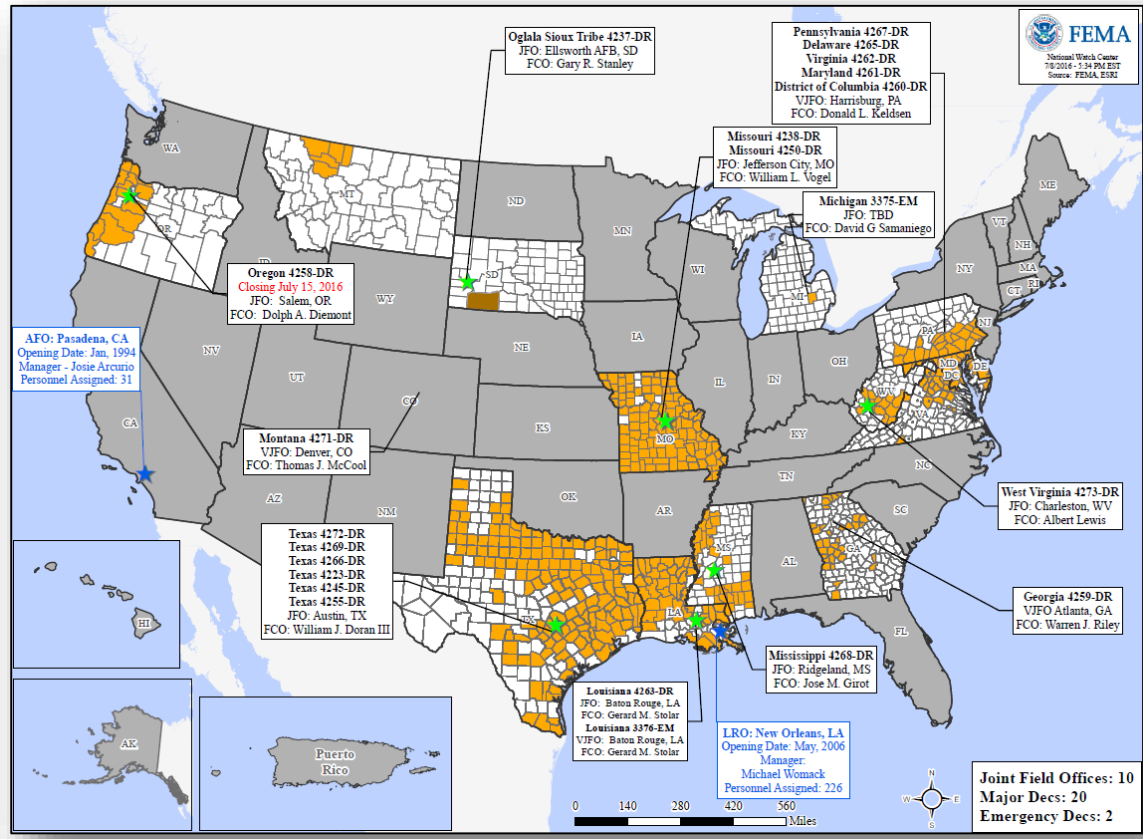 FEMA
National Watch Center
7/8/2016 - 5:34 PM EST
Source: FEMA, ESRI
Oglala Sioux Tribe 4237-DR
JFO: Ellsworth AFB, SD
FCO: Gary R. Stanley
Pennsylvania 4267-DR
Delaware 4265-DR
Virginia 4262-DR
Maryland 4261-DR
District of Columbia 4260-DR
VJFO: Harrisburg, PA
FCO: Donald L. Keldsen
Missouri 4238-DR
Missouri 4250-DR
JFO: Jefferson City, MO
FCO: William L. Vogel
Michigan 3375-EM
JFO: TBD
FCO: David G Samaniego
Oregon 4258-DR
Closing July 15, 2016
JFO: Salem, OR
FCO: Dolph A. Diemont
AFO: Pasadena, CA
Opening Date: Jan, 1994
Manager - Josie Arcurio
Personnel Assigned: 31
Montana 4271-DR
VJFO: Denver, CO
FCO: Thomas J. McCool
Texas 4272-DR
Texas 4269-DR
Texas 4266-DR
Texas 4223-DR
Texas 4245-DR
Texas 4255-DR
JFO: Austin, TX
FCO: William J. Doran III
West Virginia 4273-DR
JFO: Charleston, WV
FCO: Albert Lewis
Georgia 4259-DR
VJFO Atlanta, GA
FCO: Warren J. Riley
Mississippi 4268-DR
JFO: Ridgeland, MS
FCO: Jose M. Girot
Louisiana 4263-DR
JFO: Baton Rouge, LA
FCO: Gerard M. Stolar
Louisiana 3376-EM
VJFO: Baton Rouge, LA
FCO: Gerard M. Stolar
LRO: New Orleans, LA
Opening Date: May, 2006
Manager:
Michael Womack
Personnel Assigned: 226
WA
OR
MT
ID
ND
SD
MN
WI
MI
WY
NE
IA
IL
IN
OH
PA
NY
VT
NH
ME
MA
RI
CT
NJ
MD
DE
DC
WV
VA
NV
UT
CO
CA
KS
MO
KY
TN
NC
SC
AZ
NM
OK
AR
TX
LA
MS
AL
GA
FL
HI
AK
Puerto
Rico
0 140 280 420 560
Miles
N
W
E
S
Joint Field Offices: 10
Major Decs: 20
Emergency Decs: 2